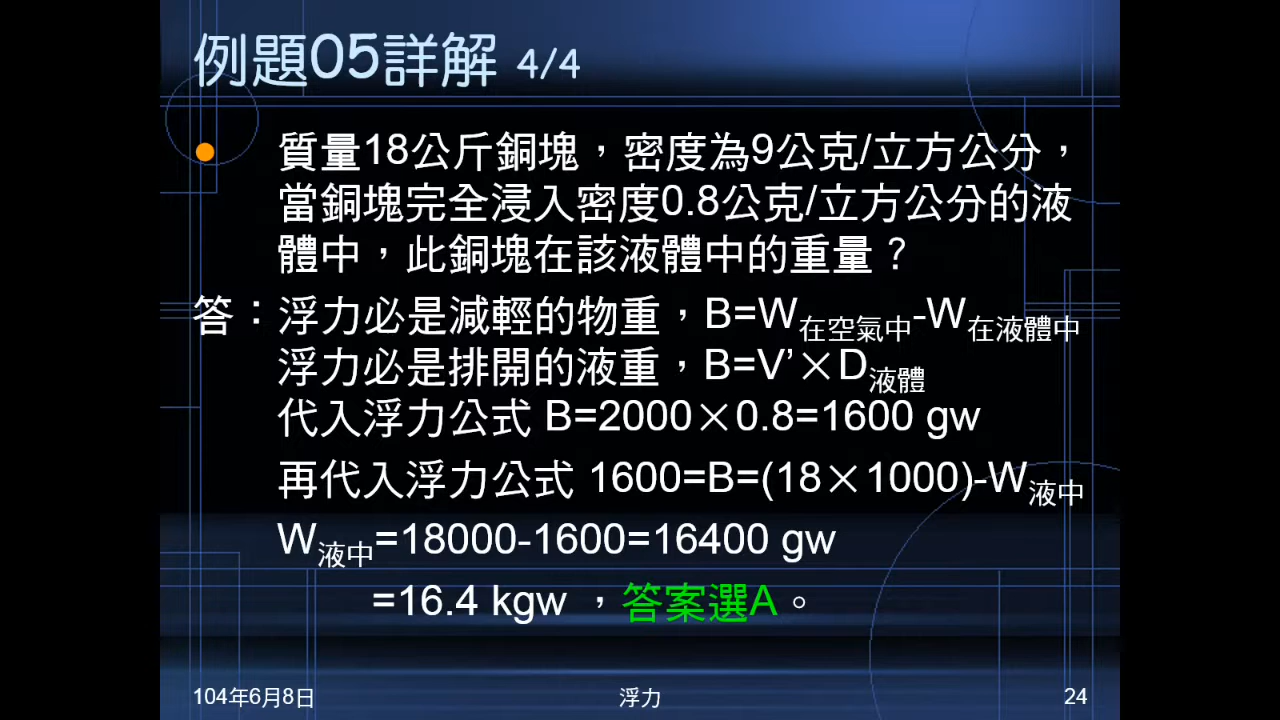 例題05詳解 4/4
質量18公斤銅塊，密度為9公克/立方公分，
當銅塊完全浸入密度0.8公克/立方公分的液
體中，此銅塊在該液體中的重量？
答：浮力必是減輕的物重，B=W在空氣中-W在液體中
浮力必是排開的液重，B=V’×D液體
代入浮力公式 B=2000×0.8=1600 gw
再代入浮力公式 1600=B=(18×1000)-W液中
W液中=18000-1600=16400 gw
=16.4 kgw ，答案選A。
104年6月8日 浮力 24